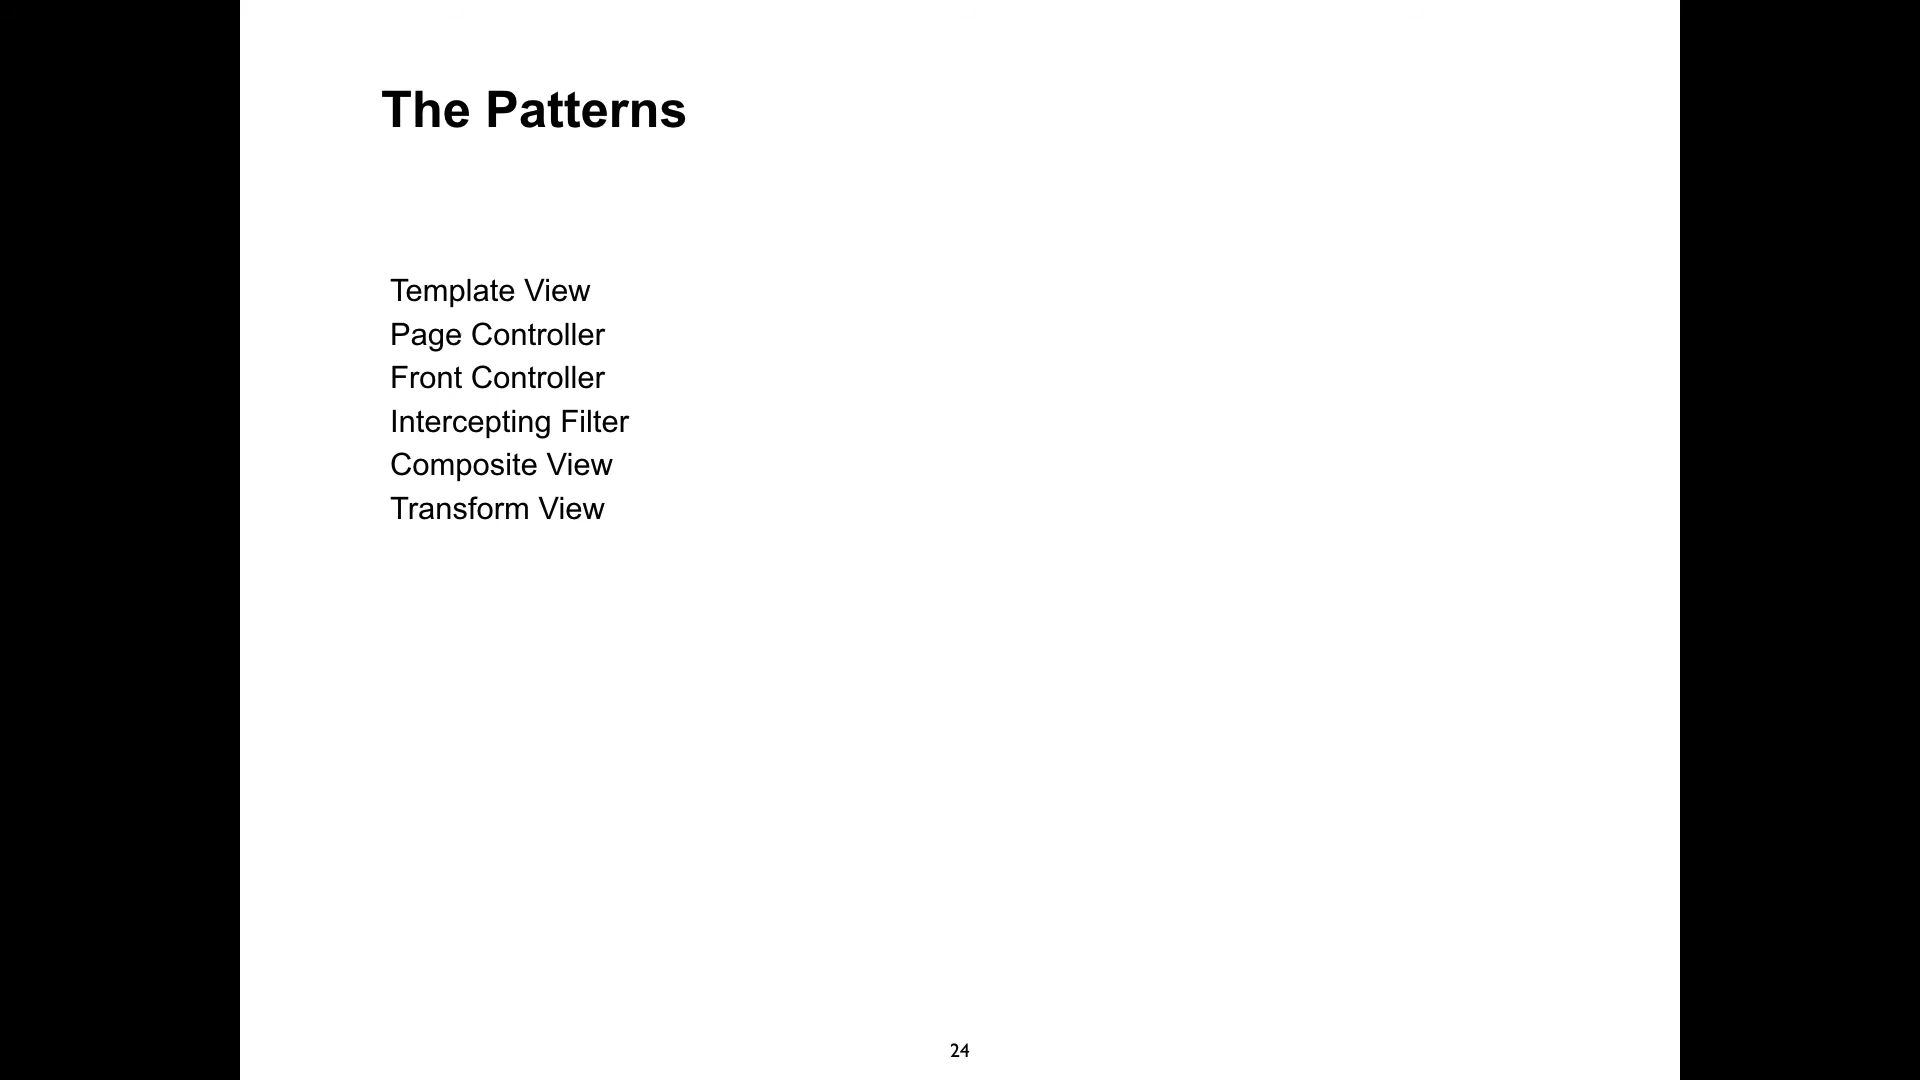 The Patterns
Template View
Page Controller
Front Controller
Intercepting Filter
Composite View
Transform View
24